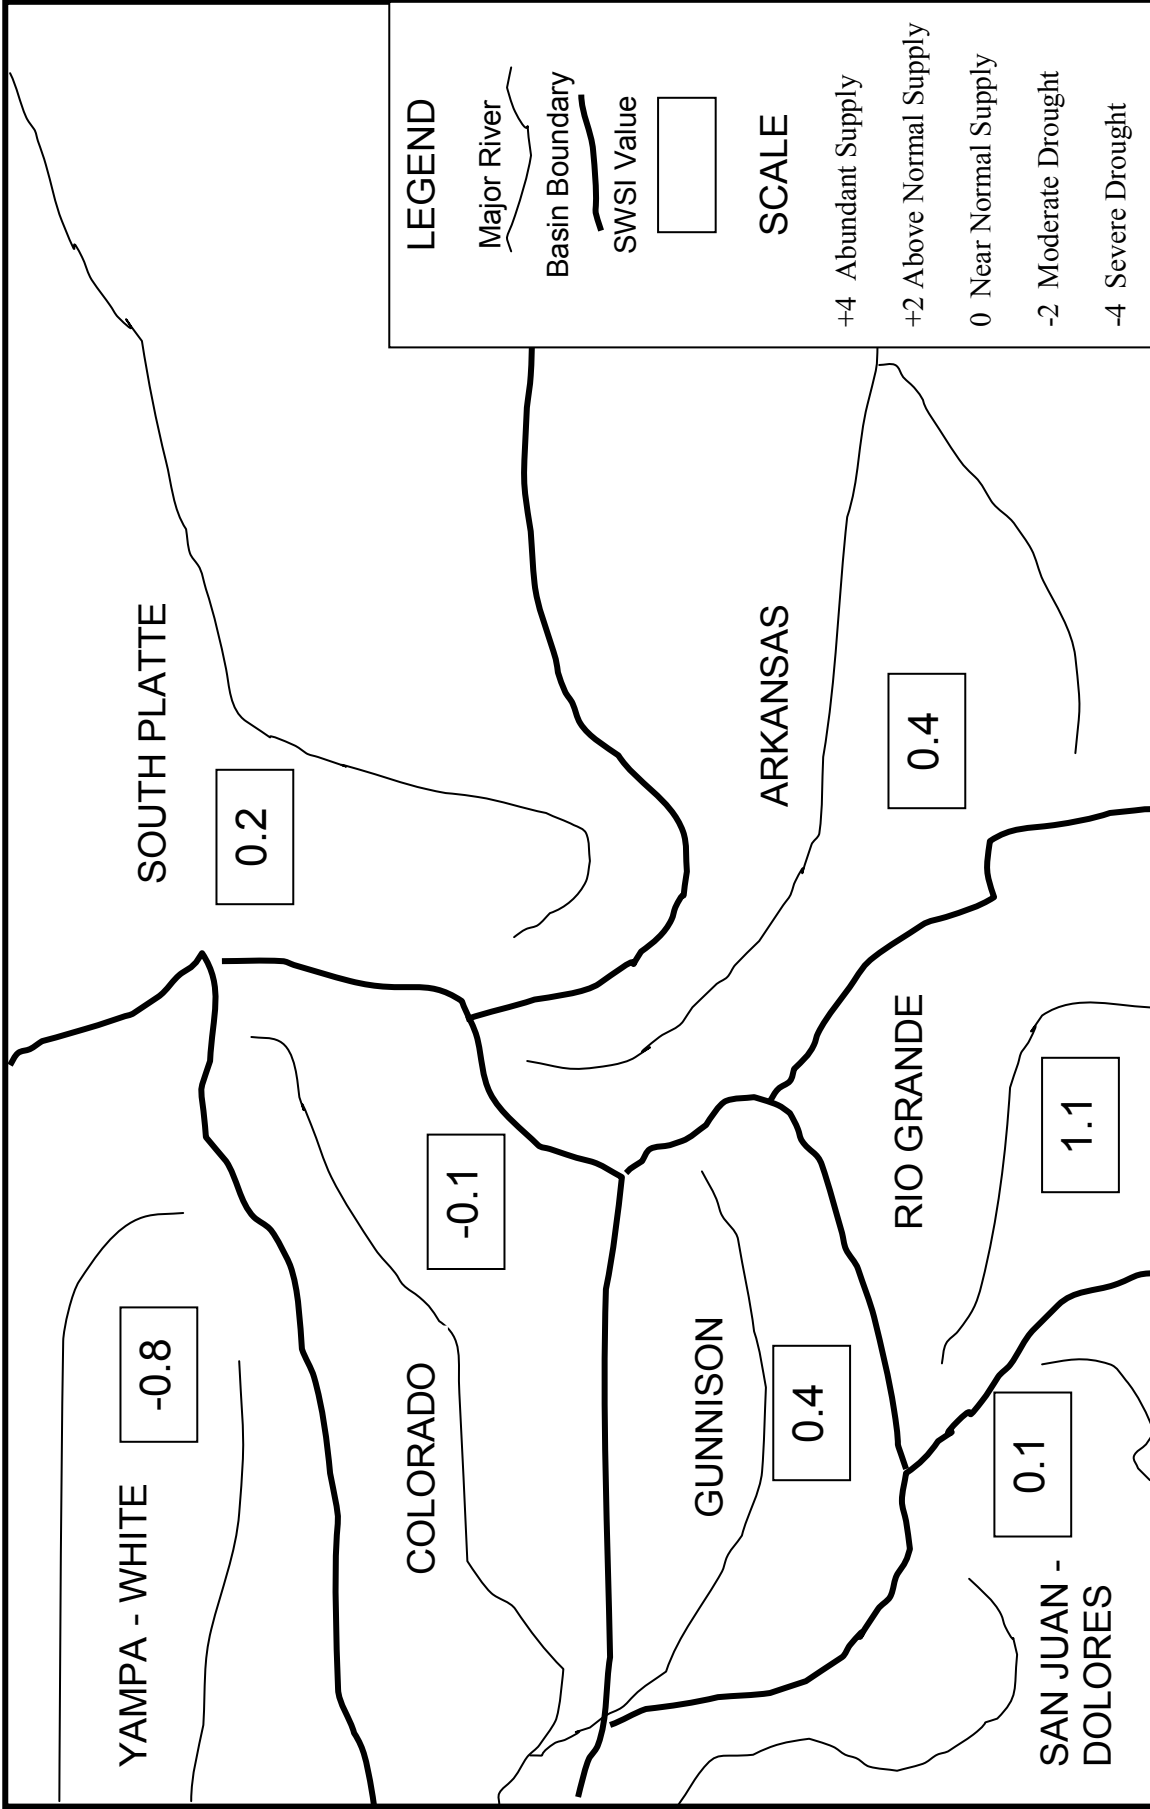 YAMPA - WHITE
-0.8
SOUTH PLATTE
0.2
COLORADO
-0.1
GUNNISON
0.4
ARKANSAS
0.4
RIO GRANDE
1.1
SAN JUAN -
DOLORES
0.1
LEGEND
Major River
Basin Boundary
SWSI Value
SCALE
+4 Abundant Supply
+2 Above Normal Supply
0 Near Normal Supply
-2 Moderate Drought
-4 Severe Drought